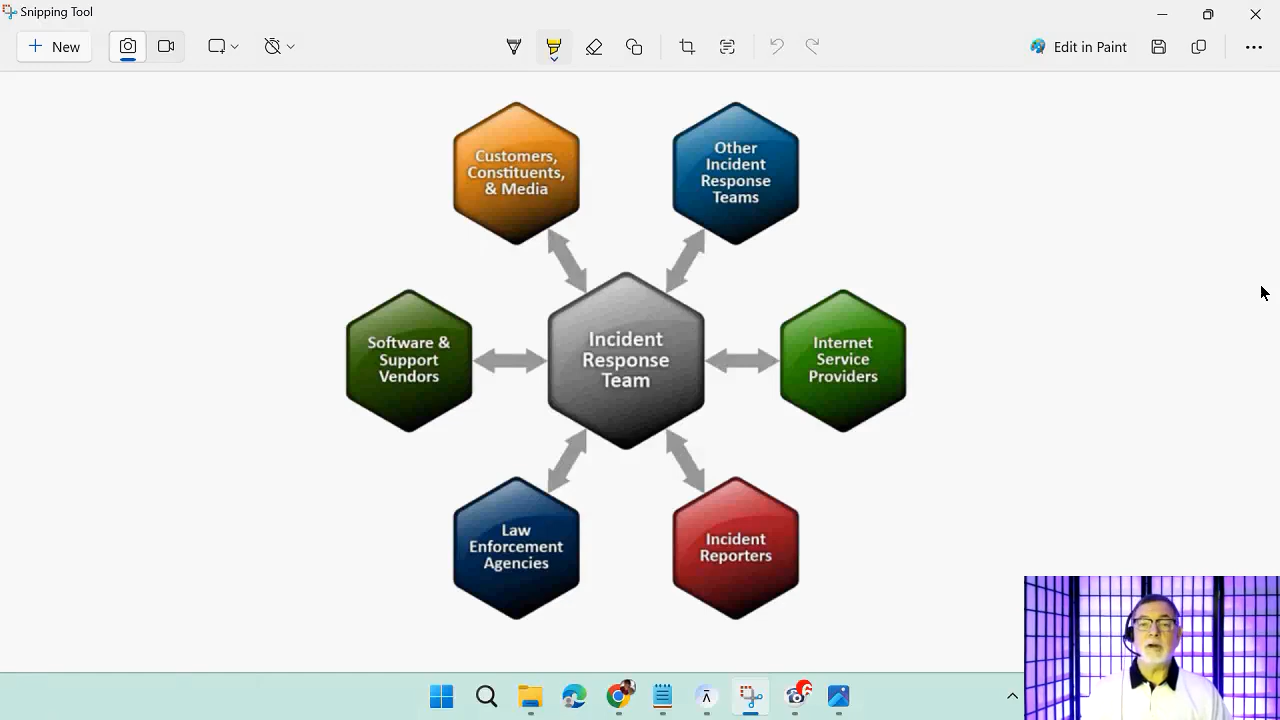 Snipping Tool
New
Edit in Paint
Customers,
Constituents,
& Media
Other
Incident
Response
Teams
Software &
Support
Vendors
Incident
Response
Team
Internet
Service
Providers
Law
Enforcement
Agencies
Incident
Reporters
6